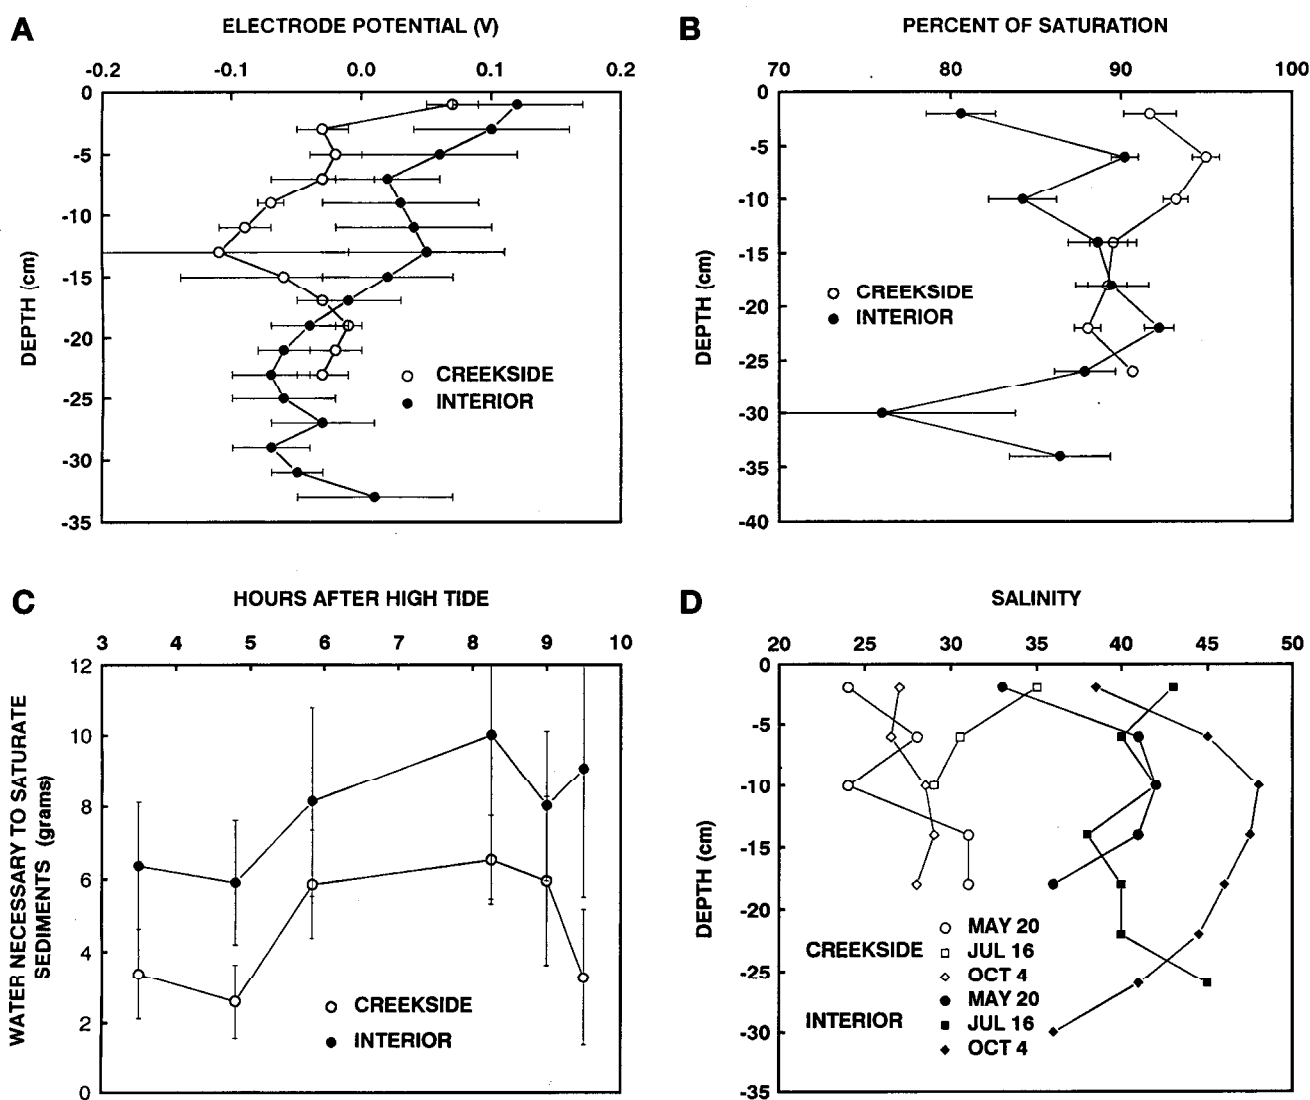 A
ELECTRODE POTENTIAL (V)
-0.2 -0.1 0.0 0.1 0.2
0
-5
-10
-15
-20
-25
-30
-35
DEPTH (cm)
CREEKSIDE
INTERIOR
B
PERCENT OF SATURATION
70 80 90 100
0
-5
-10
-15
-20
-25
-30
-35
-40
DEPTH (cm)
CREEKSIDE
INTERIOR
C
HOURS AFTER HIGH TIDE
3 4 5 6 7 8 9 10
12
10
8
6
4
2
0
WATER NECESSARY TO SATURATE
SEDIMENTS (grams)
CREEKSIDE
INTERIOR
D
SALINITY
20 25 30 35 40 45 50
0
-5
-10
-15
-20
-25
-30
-35
DEPTH (cm)
MAY 20
CREEKSIDE JUL 16
OCT 4
MAY 20
INTERIOR JUL 16
OCT 4